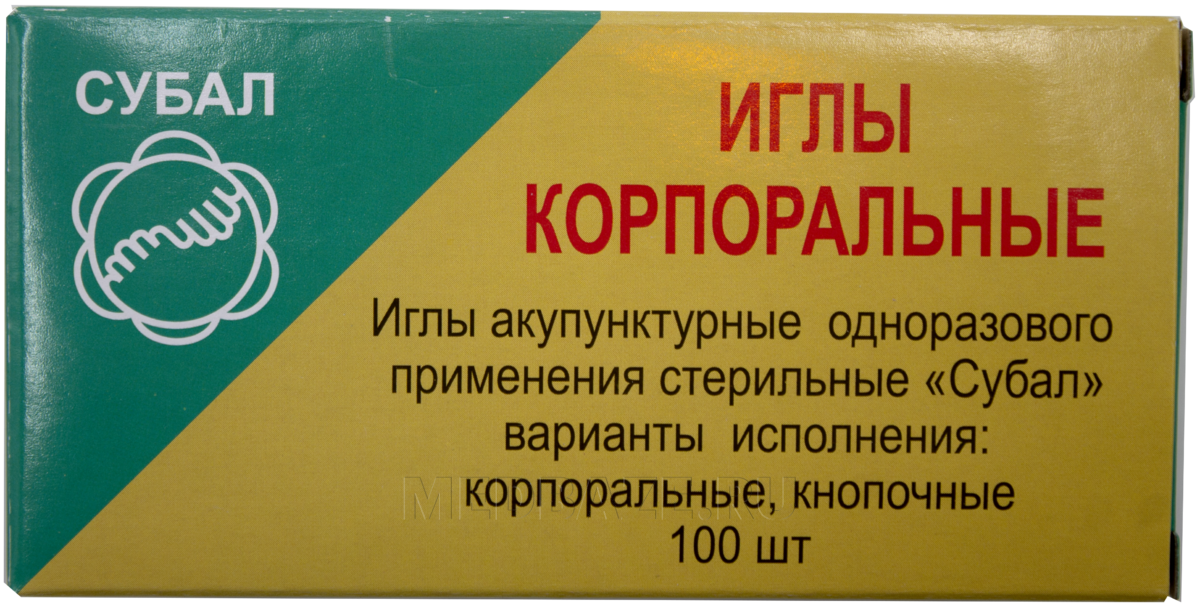 СУБАЛ
ИГЛЫ
КОРПОРАЛЬНЫЕ
Иглы акупунктурные одноразового
применения стерильные «Субал»
варианты исполнения:
корпоральные, кнопочные
100 шт